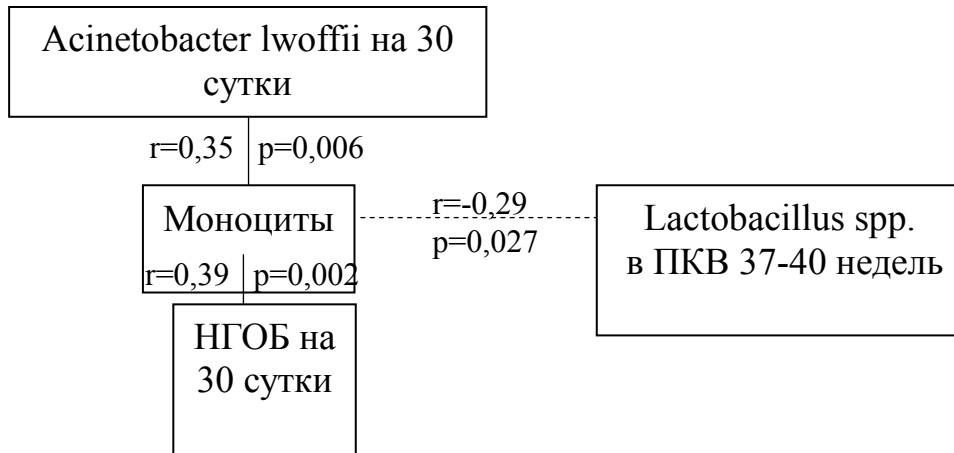 Acinetobacter lwoffii на 30
сутки
r=0,35 p=0,006
Моноциты
r=-0,29
p=0,027
Lactobacillus spp.
в ПКВ 37-40 недель
r=0,39 p=0,002
НГОБ на
30 сутки